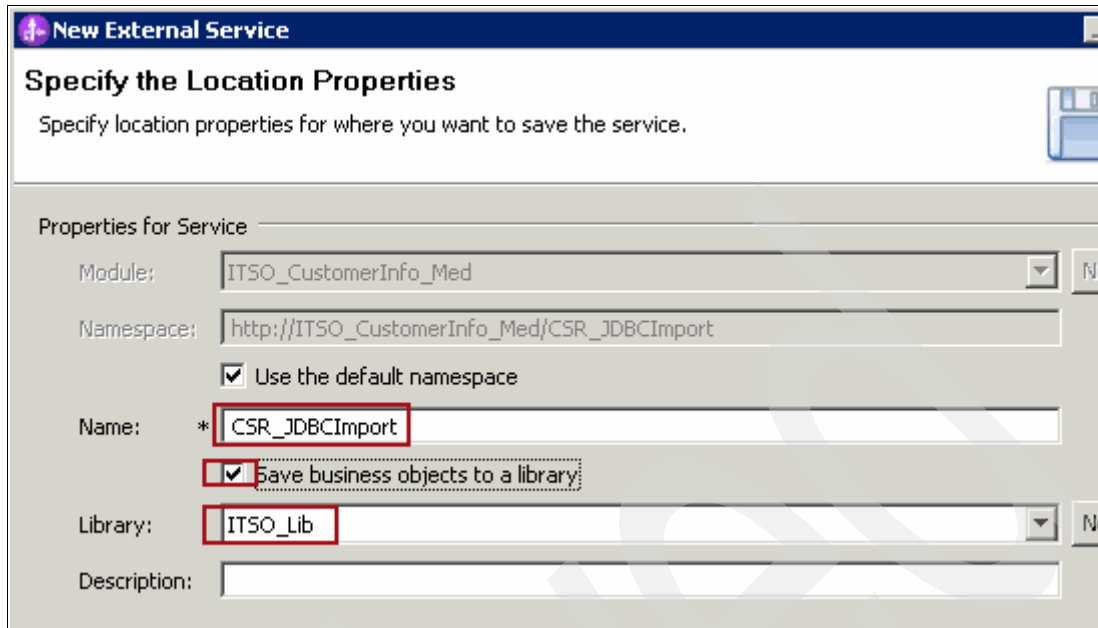 New External Service
Specify the Location Properties
Specify location properties for where you want to save the service.
Properties for Service
Module: ITSO_CustomerInfo_Med
Namespace: http://ITSO_CustomerInfo_Med/CSR_JDBCImport
Use the default namespace
Name: * CSR_JDBCImport
Save business objects to a library
Library: ITSO_Lib
Description: